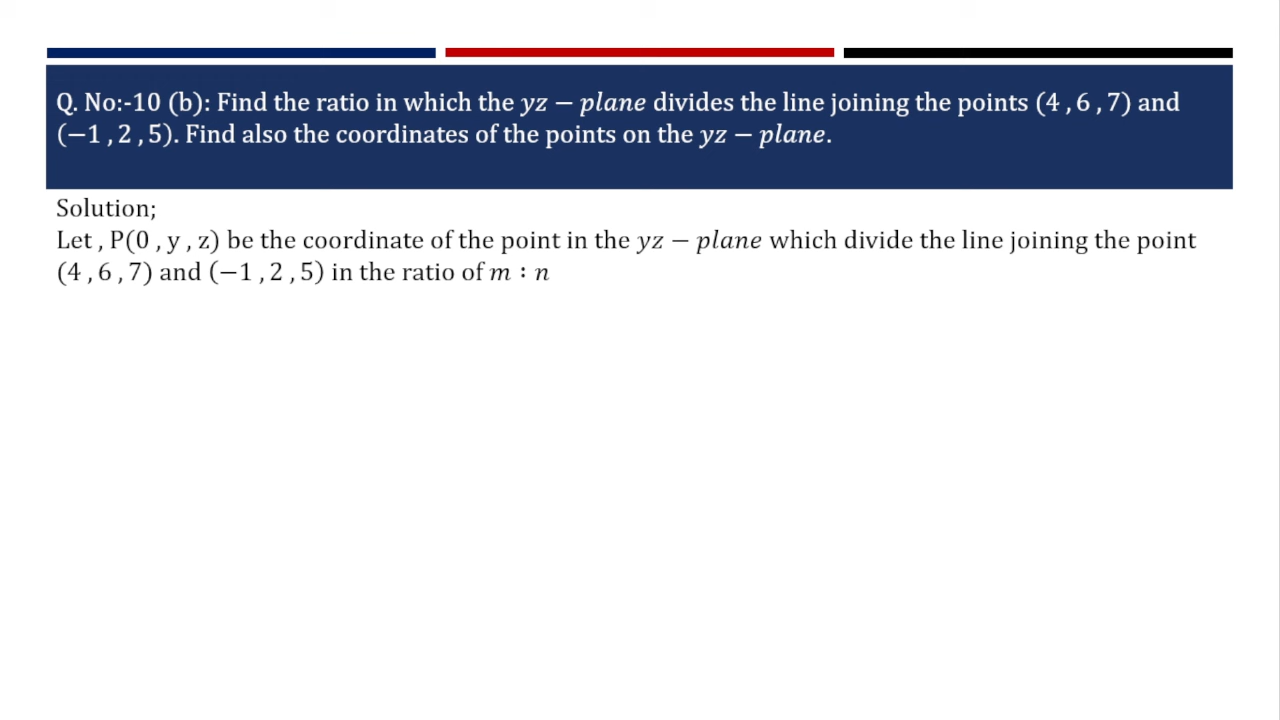 Q. No:-10 (b): Find the ratio in which the yz − plane divides the line joining the points (4 , 6 , 7) and
(−1 , 2 , 5). Find also the coordinates of the points on the yz − plane.
Solution;
Let , P(0 , y , z) be the coordinate of the point in the yz − plane which divide the line joining the point
(4 , 6 , 7) and (−1 , 2 , 5) in the ratio of m : n